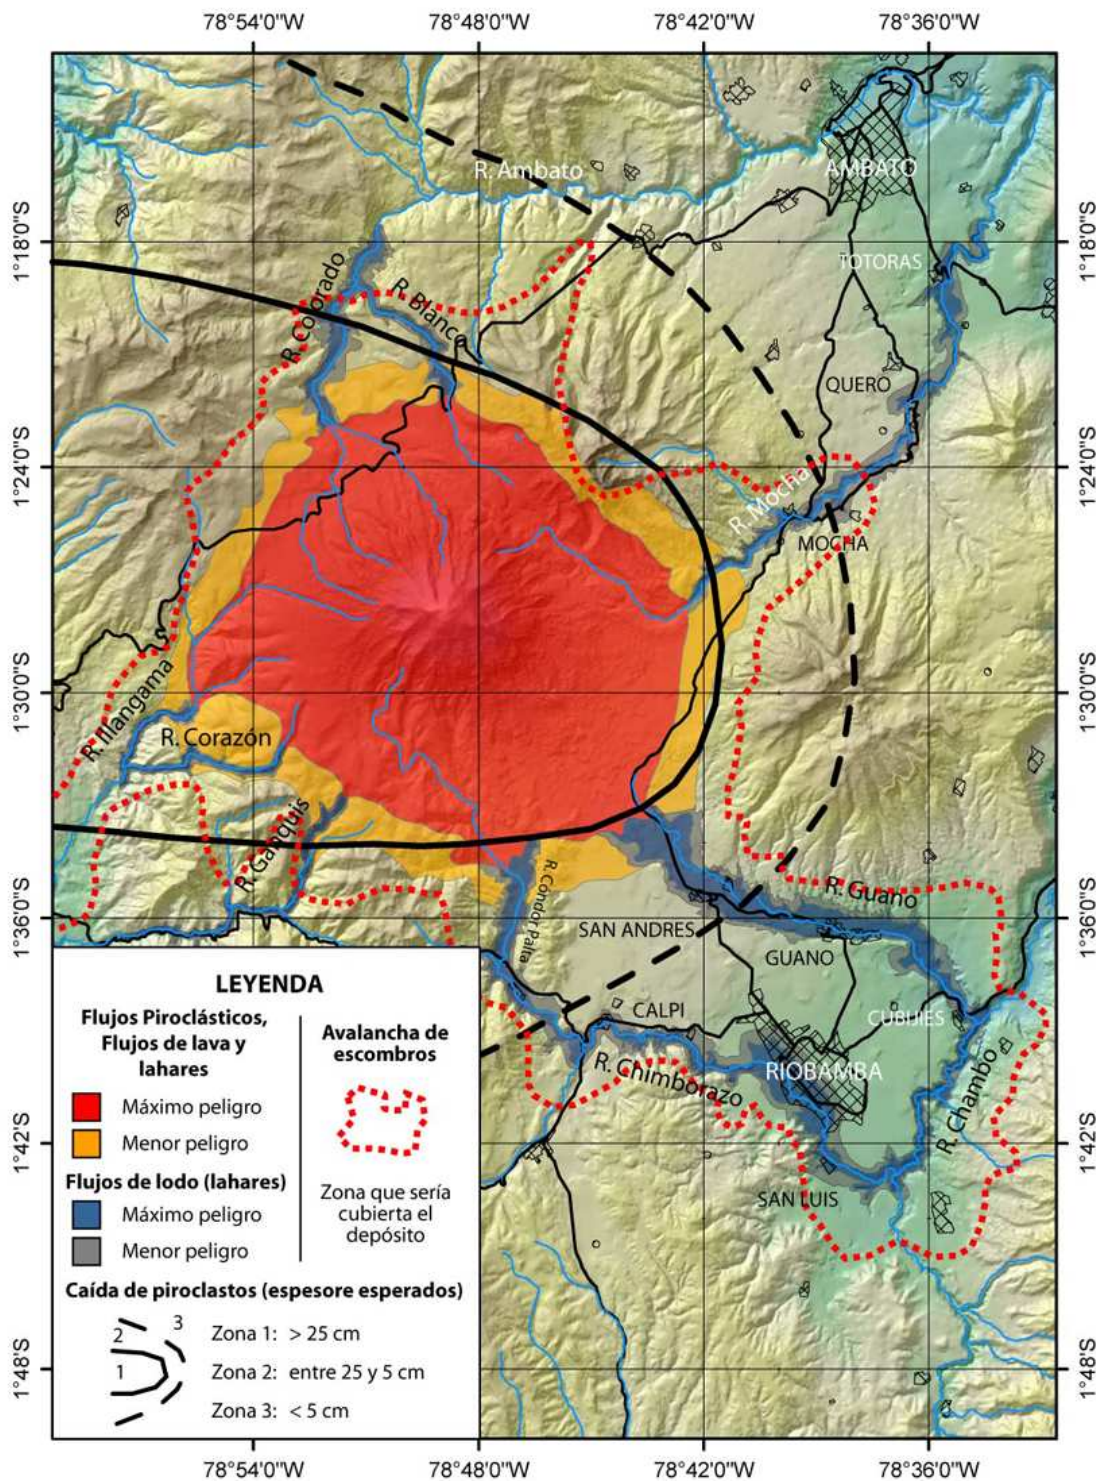 78°54'0"W
78°48'0"W
78°42'0"W
78°36'0"W
R. Ambato
AMBATO
1°18'0"S
1°18'0"S
R. Colorado
R. Blanco
TOTORAS
QUERO
1°24'0"S
1°24'0"S
R. Mocha
MOCHA
1°30'0"S
1°30'0"S
R. Illangama
R. Corazón
R. Ganquis
R. Cóndor Palta
R. Guano
1°36'0"S
1°36'0"S
SAN ANDRES
GUANO
CALPI
CUBIJIES
R. Chimborazo
RIOBAMBA
R. Chambo
1°42'0"S
1°42'S
SAN LUIS
1°48'S
1°48'S
LEYENDA
Flujos Piroclásticos,
Flujos de lava y
lahares
Máximo peligro
Menor peligro
Flujos de lodo (lahares)
Máximo peligro
Menor peligro
Avalancha de
escombros
Zona que sería
cubierta el
depósito
Caída de piroclastos (espesore esperados)
2
3
1
Zona 1: > 25 cm
Zona 2: entre 25 y 5 cm
Zona 3: < 5 cm
78°54'0"W
78°48'0"W
78°42'0"W
78°36'0"W